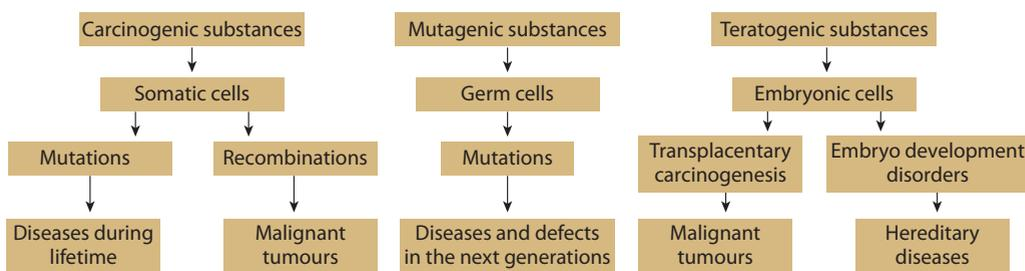 Carcinogenic substances
Mutagenic substances
Teratogenic substances
Somatic cells
Germ cells
Embryonic cells
Mutations
Recombinations
Mutations
Transplacentary
carcinogenesis
Embryo development
disorders
Diseases during
lifetime
Malignant
tumours
Diseases and defects
in the next generations
Malignant
tumours
Hereditary
diseases